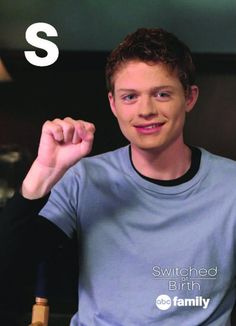 S
Switched
at
Birth
abc family